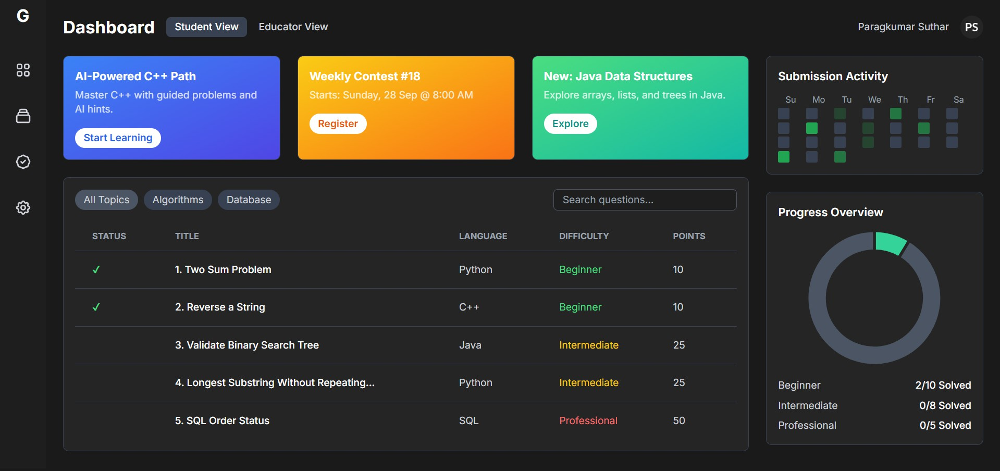 G
Dashboard Student View Educator View Paragkumar Suthar PS
AI-Powered C++ Path
Master C++ with guided problems and
AI hints.
Start Learning
Weekly Contest #18
Starts: Sunday, 28 Sep @ 8:00 AM
Register
New: Java Data Structures
Explore arrays, lists, and trees in Java.
Explore
Submission Activity
Su Mo Tu We Th Fr Sa
All Topics Algorithms Database Search questions...
STATUS TITLE LANGUAGE DIFFICULTY POINTS
✓ 1. Two Sum Problem Python Beginner 10
✓ 2. Reverse a String C++ Beginner 10
3. Validate Binary Search Tree Java Intermediate 25
4. Longest Substring Without Repeating... Python Intermediate 25
5. SQL Order Status SQL Professional 50
Progress Overview
Beginner 2/10 Solved
Intermediate 0/8 Solved
Professional 0/5 Solved